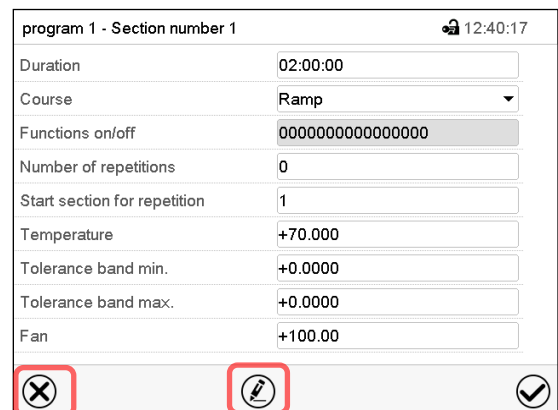 program 1 - Section number 1 12:40:17
Duration 02:00:00
Course Ramp
Functions on/off 0000000000000000
Number of repetitions 0
Start section for repetition 1
Temperature +70.000
Tolerance band min. +0.0000
Tolerance band max. +0.0000
Fan +100.00